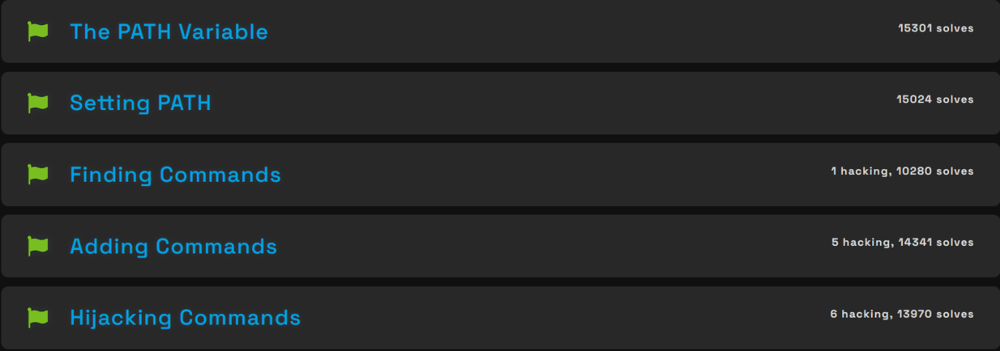 The PATH Variable
15301 solves
Setting PATH
15024 solves
Finding Commands
1 hacking, 10280 solves
Adding Commands
5 hacking, 14341 solves
Hijacking Commands
6 hacking, 13970 solves